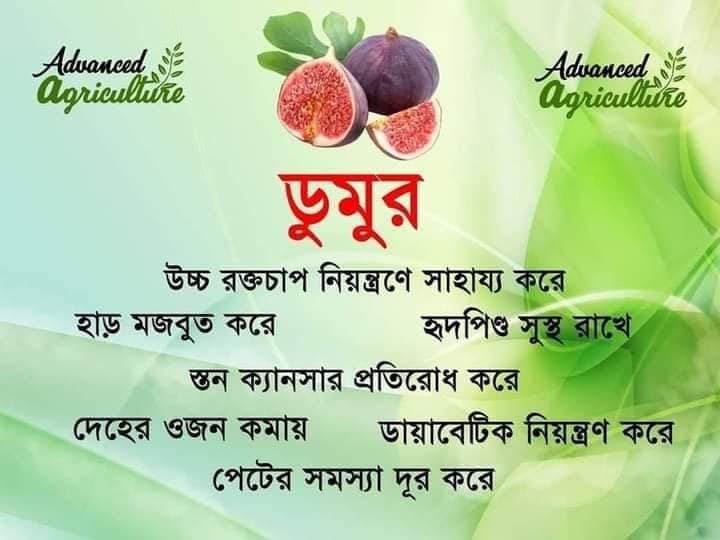 Advanced
Agriculture
Advanced
Agriculture
ডুমুর
উচ্চ রক্তচাপ নিয়ন্ত্রণে সাহায্য করে
হাড় মজবুত করে
হৃদপিণ্ড সুস্থ রাখে
স্তন ক্যানসার প্রতিরোধ করে
দেহের ওজন কমায়
ডায়াবেটিক নিয়ন্ত্রণ করে
পেটের সমস্যা দূর করে